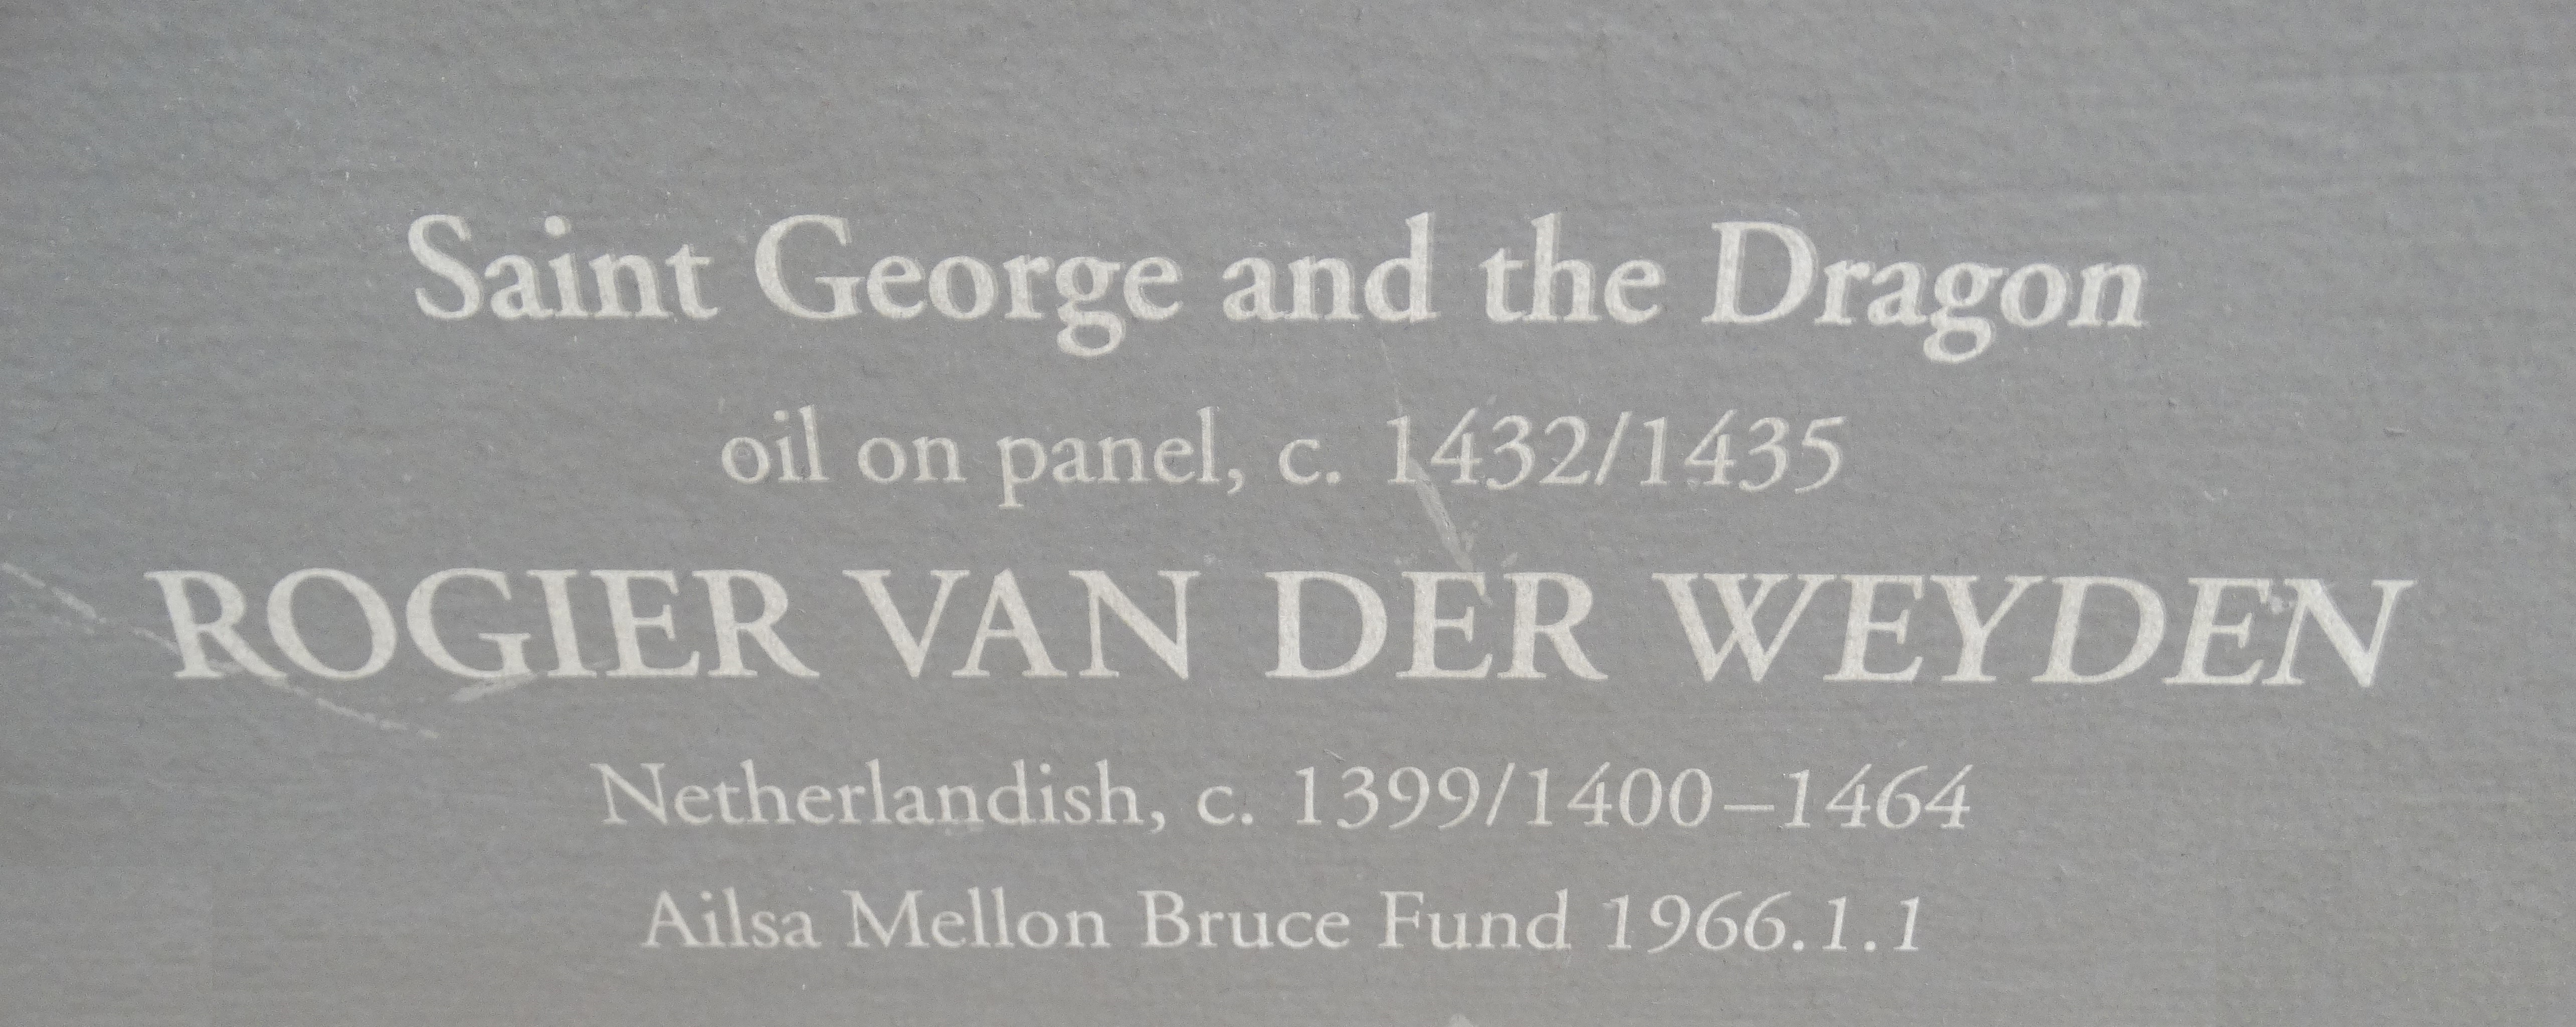 Saint George and the Dragon
oil on panel, c. 1432/1435
ROGIER VAN DER WEYDEN
Netherlandish, c. 1399/1400–1464
Ailsa Mellon Bruce Fund 1966.1.1